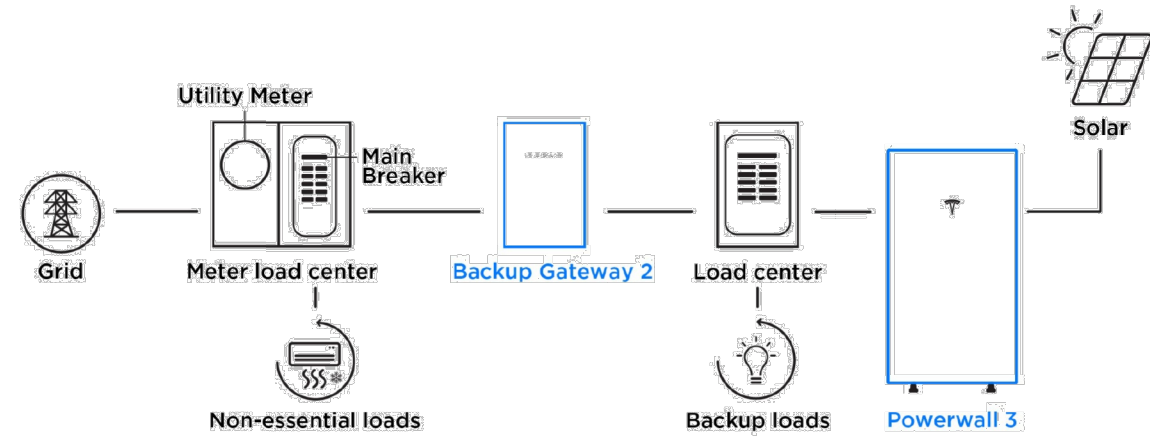 Utility Meter
Main
Breaker
Solar
Grid
Meter load center
Backup Gateway 2
Load center
Non-essential loads
Backup loads
Powerwall 3